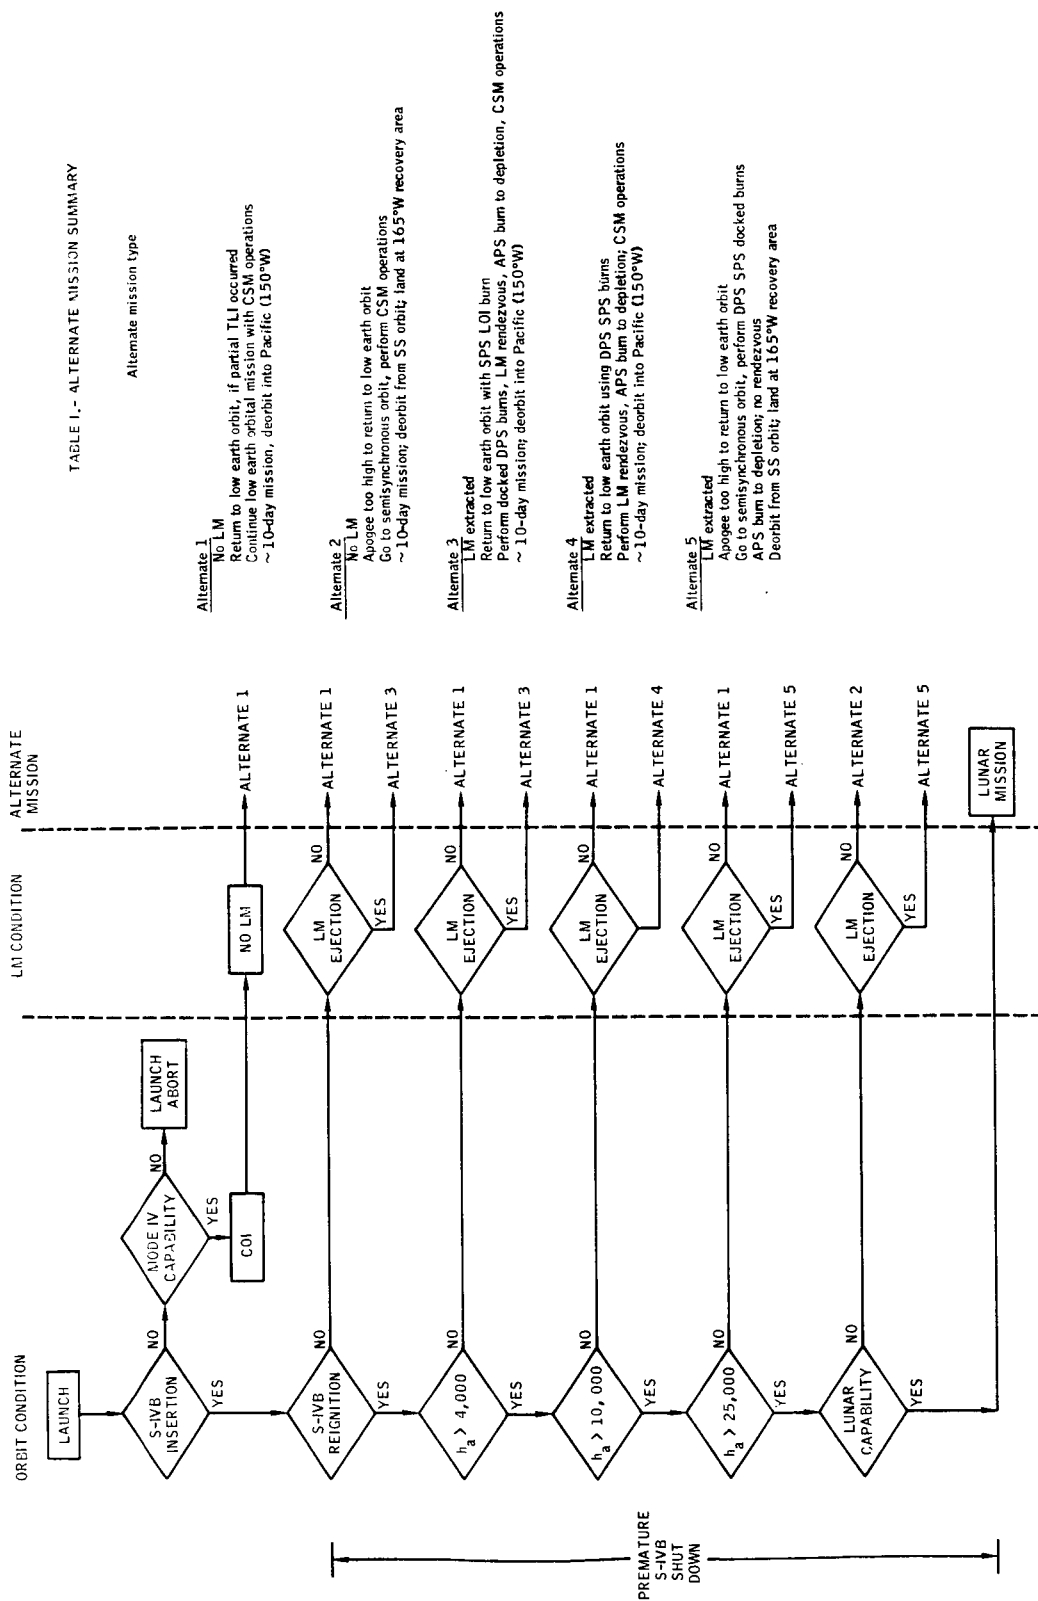 TABLE I.- ALTERNATE MISSION SUMMARY
ORBIT CONDITION
LM CONDITION
ALTERNATE
MISSION
Alternate mission type
LAUNCH
S-IVB
INSERTION
NO
YES
MODE IV
CAPABILITY
NO
YES
LAUNCH
ABORT
COI
NO LM
ALTERNATE 1
S-IVB
REIGNITION
NO
YES
LM
EJECTION
NO
YES
ALTERNATE 1
ALTERNATE 3
ha > 4,000
NO
YES
LM
EJECTION
NO
YES
ALTERNATE 1
ALTERNATE 3
ha > 10,000
NO
YES
LM
EJECTION
NO
ALTERNATE 1
ALTERNATE 4
ha > 25,000
NO
YES
LM
EJECTION
NO
YES
ALTERNATE 1
ALTERNATE 5
LUNAR
CAPABILITY
NO
YES
LM
EJECTION
NO
YES
ALTERNATE 2
ALTERNATE 5
LUNAR
MISSION
PREMATURE
S-IVB
SHUT
DOWN
Alternate 1
No LM
Return to low earth orbit, if partial TLI occurred
Continue low earth orbital mission with CSM operations
~10-day mission, deorbit into Pacific (150°W)
Alternate 2
No LM
Apogee too high to return to low earth orbit
Go to semisynchronous orbit, perform CSM operations
~10-day mission; deorbit from SS orbit; land at 165°W recovery area
Alternate 3
LM extracted
Return to low earth orbit with SPS LOI burn
Perform docked DPS burns, LM rendezvous, APS burn to depletion, CSM operations
~10-day mission; deorbit into Pacific (150°W)
Alternate 4
LM extracted
Return to low earth orbit using DPS SPS burns
Perform LM rendezvous, APS burn to depletion; CSM operations
~10-day mission; deorbit into Pacific (150°W)
Alternate 5
LM extracted
Apogee too high to return to low earth orbit
Go to semisynchronous orbit, perform DPS SPS docked burns
APS burn to depletion; no rendezvous
Deorbit from SS orbit; land at 165°W recovery area